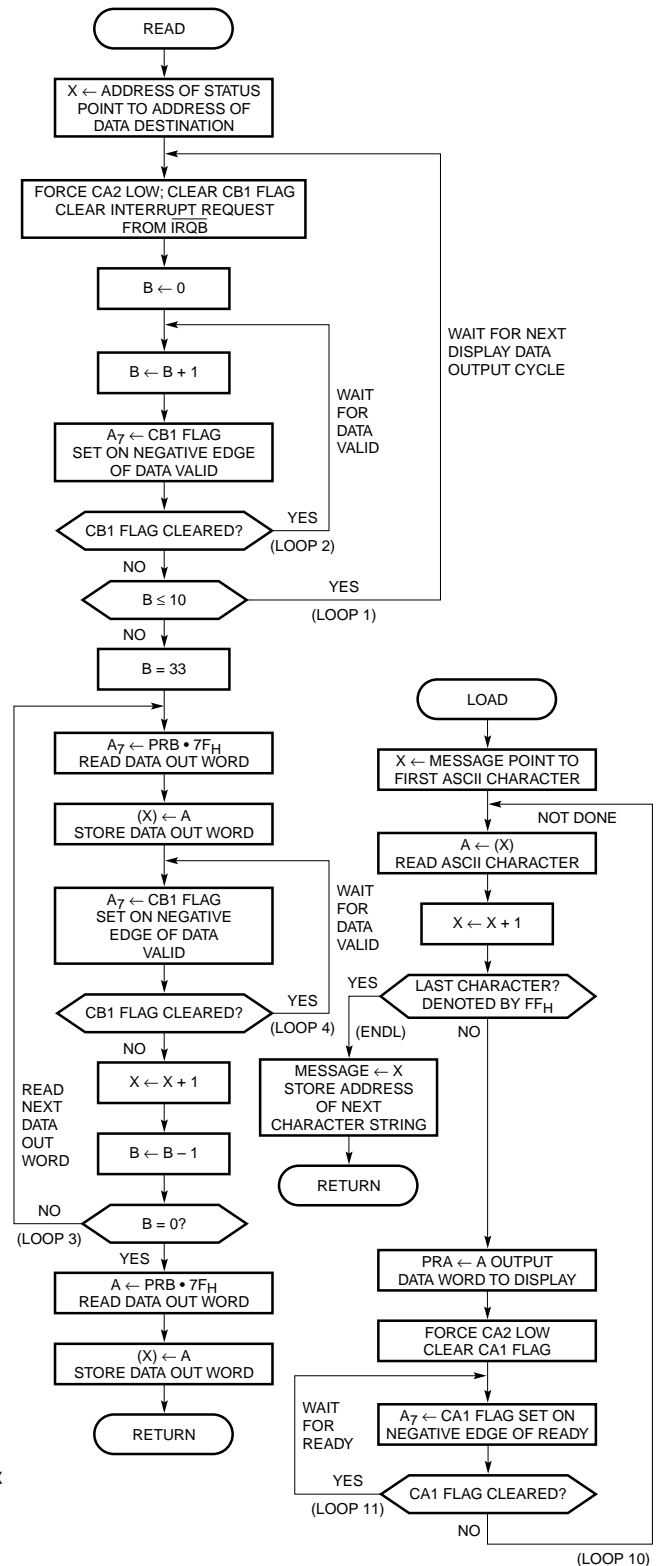 READ
X ← ADDRESS OF STATUS
POINT TO ADDRESS OF
DATA DESTINATION
FORCE CA2 LOW; CLEAR CB1 FLAG
CLEAR INTERRUPT REQUEST
FROM I̅R̅Q̅B̅
B ← 0
WAIT FOR NEXT
DISPLAY DATA
OUTPUT CYCLE
B ← B + 1
WAIT
FOR
DATA
VALID
A₇ ← CB1 FLAG
SET ON NEGATIVE EDGE
OF DATA VALID
CB1 FLAG CLEARED?
YES
(LOOP 2)
NO
B ≤ 10
YES
(LOOP 1)
NO
B = 33
A₇ ← PRB • 7F_H
READ DATA OUT WORD
(X) ← A
STORE DATA OUT WORD
A₇ ← CB1 FLAG
SET ON NEGATIVE
EDGE OF DATA
VALID
WAIT
FOR
DATA
VALID
CB1 FLAG CLEARED?
YES
(LOOP 4)
NO
X ← X + 1
READ
NEXT
DATA
OUT
WORD
B ← B – 1
NO
(LOOP 3)
B = 0?
YES
A ← PRB • 7F_H
READ DATA OUT WORD
(X) ← A
STORE DATA OUT WORD
RETURN
X
LOAD
X ← MESSAGE POINT TO
FIRST ASCII CHARACTER
NOT DONE
A ← (X)
READ ASCII CHARACTER
X ← X + 1
LAST CHARACTER?
DENOTED BY FF_H
YES
(ENDL)
NO
MESSAGE ← X
STORE ADDRESS
OF NEXT
CHARACTER STRING
RETURN
PRA ← A OUTPUT
DATA WORD TO DISPLAY
FORCE CA2 LOW
CLEAR CA1 FLAG
WAIT
FOR
READY
A₇ ← CA1 FLAG SET ON
NEGATIVE EDGE OF READY
YES
(LOOP 11)
CA1 FLAG CLEARED?
NO
(LOOP 10)